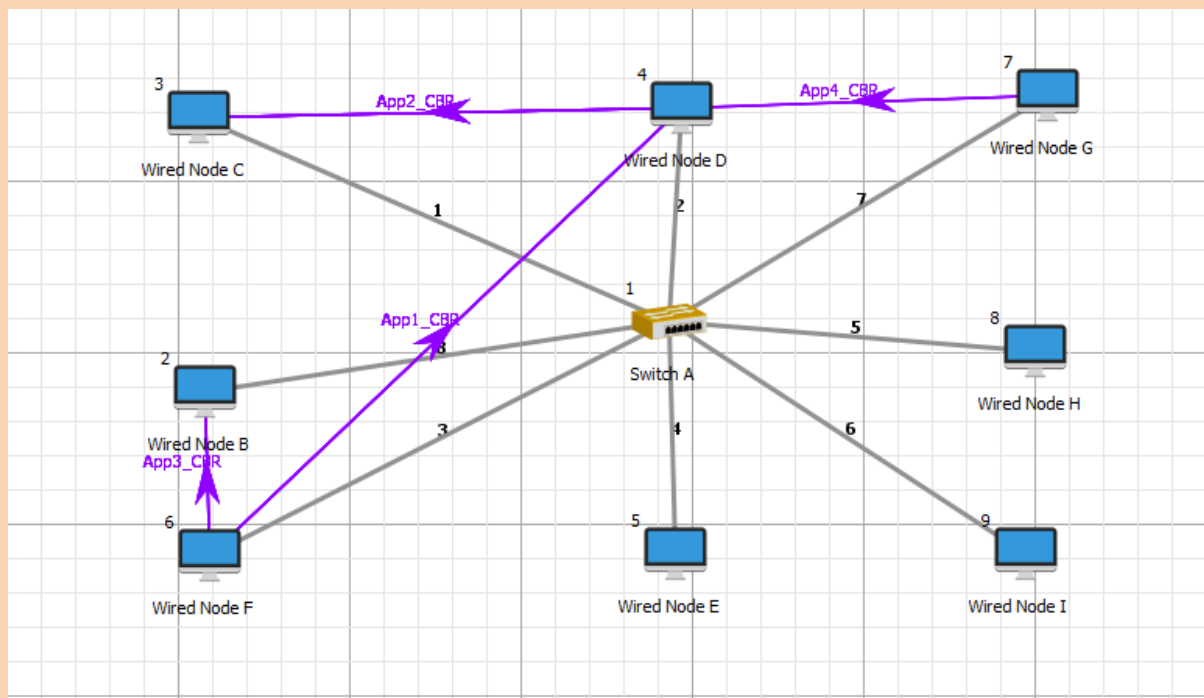 3
App2_CBR
4
App4_CBR
7
Wired Node C
Wired Node D
Wired Node G
1
2
7
1
App1_CBR
8
5
8
Switch A
2
Wired Node H
Wired Node B
App3_CBR
3
4
6
6
5
9
Wired Node F
Wired Node E
Wired Node I